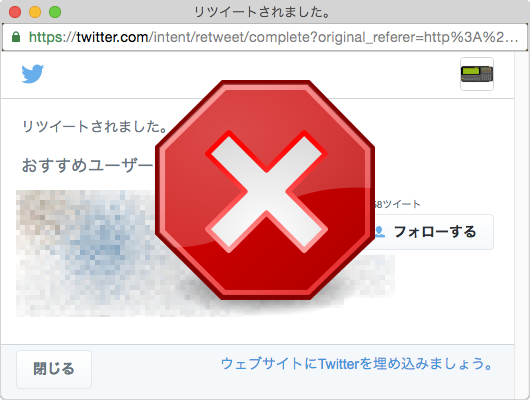 リツイートされました。
https://twitter.com/intent/retweet/complete?original_referer=http%3A%2...
リツイートされました。
おすすめユーザー
ツイート
フォローする
閉じる
ウェブサイトにTwitterを埋め込みましょう。